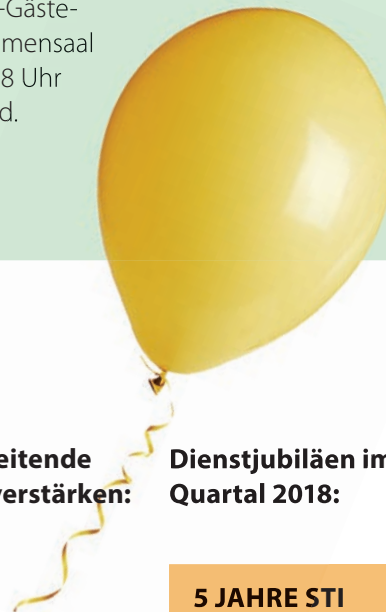 -Gäste-
mensaal
8 Uhr
d.
eitende
verstärken:
Dienstjubiläen im
Quartal 2018:
5 JAHRE STI